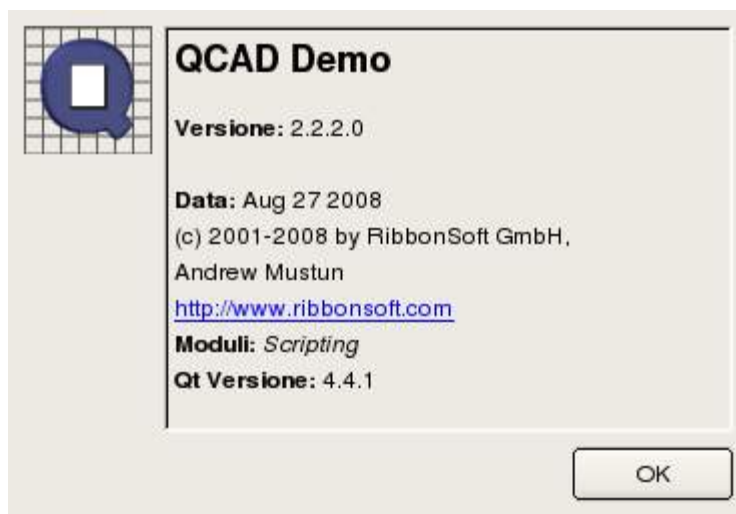 QCAD Demo
Versione: 2.2.2.0
Data: Aug 27 2008
(c) 2001-2008 by RibbonSoft GmbH,
Andrew Mustun
http://www.ribbonsoft.com
Moduli: Scripting
Qt Versione: 4.4.1
OK